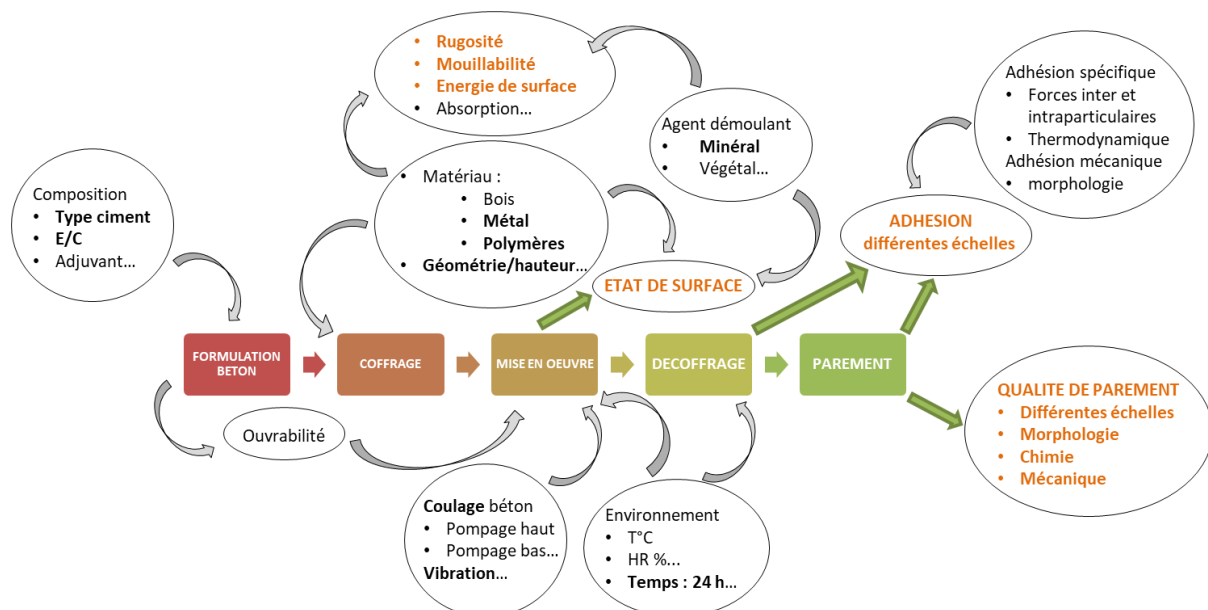 Rugosité
Mouillabilité
Energie de surface
Absorption...
Agent démoulant
Minéral
Végétal...
Adhésion spécifique
Forces inter et
intraparticulaires
Thermodynamique
Adhésion mécanique
morphologie
Composition
Type ciment
E/C
Adjuvant...
Matériau :
Bois
Métal
Polymères
Géométrie/hauteur...
ADHESION
différentes échelles
ETAT DE SURFACE
FORMULATION
BETON
COFFRAGE
MISE EN OEUVRE
DECOFFRAGE
PAREMENT
Ouvrabilité
QUALITE DE PAREMENT
Différentes échelles
Morphologie
Chimie
Mécanique
Coulage béton
Pompage haut
Pompage bas...
Vibration...
Environnement
T°C
HR %...
Temps : 24 h...